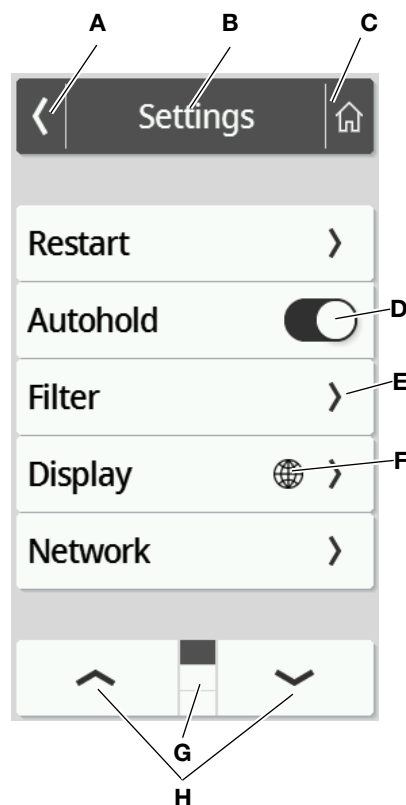 A B C
Settings
Restart
Autohold
D
Filter
E
Display
F
Network
G
H